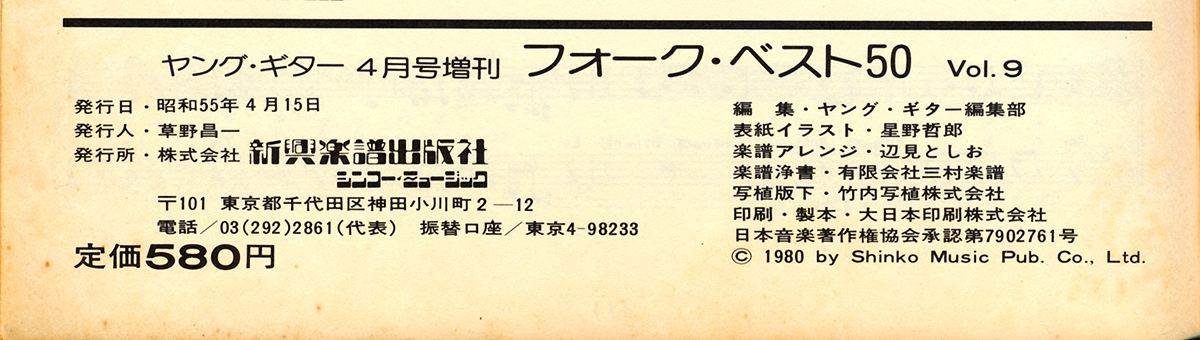 ヤング・ギター 4月号増刊 フォーク・ベスト50 Vol. 9
発行日・昭和55年4月15日
発行人・草野昌一
発行所・株式会社 新興楽譜出版社
シンコー・ミュージック
〒101 東京都千代田区神田小川町2―12
電話／03(292)2861(代表) 振替口座／東京4-98233
定価580円
編 集・ヤング・ギター編集部
表紙イラスト・星野哲郎
楽譜アレンジ・辺見としお
楽譜浄書・有限会社三村楽譜
写植版下・竹内写植株式会社
印刷・製本・大日本印刷株式会社
日本音楽著作権協会承認第7902761号
© 1980 by Shinko Music Pub. Co., Ltd.